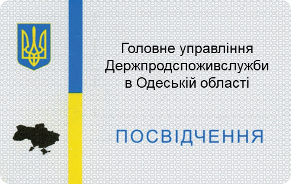 Головне управління
Держпродспоживслужби
в Одеській області
ПОСВІДЧЕННЯ